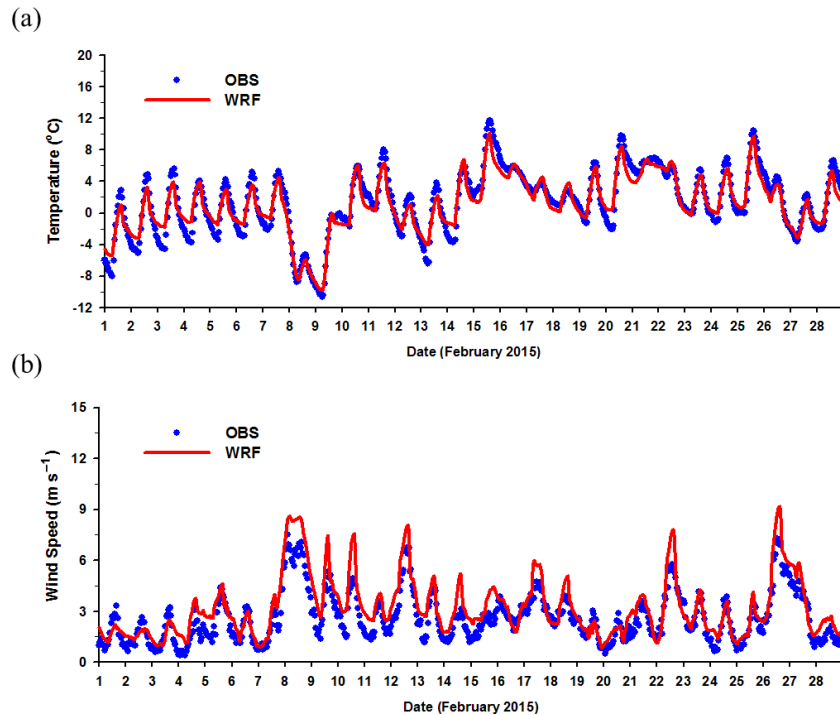 (a)
20
16
12
8
4
0
-4
-8
-12
Temperature (°C)
OBS
WRF
1 2 3 4 5 6 7 8 9 10 11 12 13 14 15 16 17 18 19 20 21 22 23 24 25 26 27 28
Date (February 2015)
(b)
15
12
9
6
3
0
Wind Speed (m s⁻¹)
OBS
WRF
1 2 3 4 5 6 7 8 9 10 11 12 13 14 15 16 17 18 19 20 21 22 23 24 25 26 27 28
Date (February 2015)